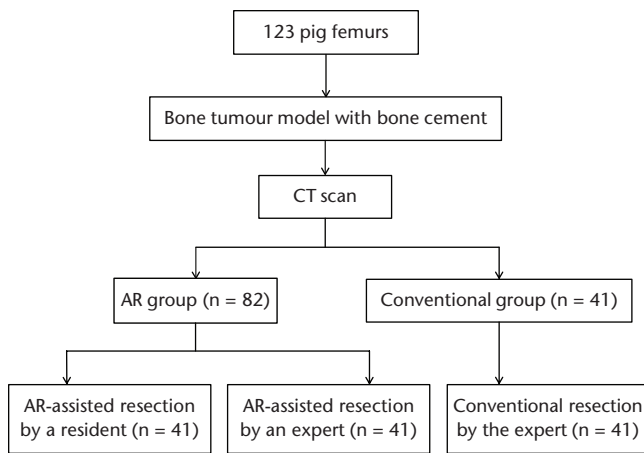 123 pig femurs
Bone tumour model with bone cement
CT scan
AR group (n = 82)
Conventional group (n = 41)
AR-assisted resection
by a resident (n = 41)
AR-assisted resection
by an expert (n = 41)
Conventional resection
by the expert (n = 41)